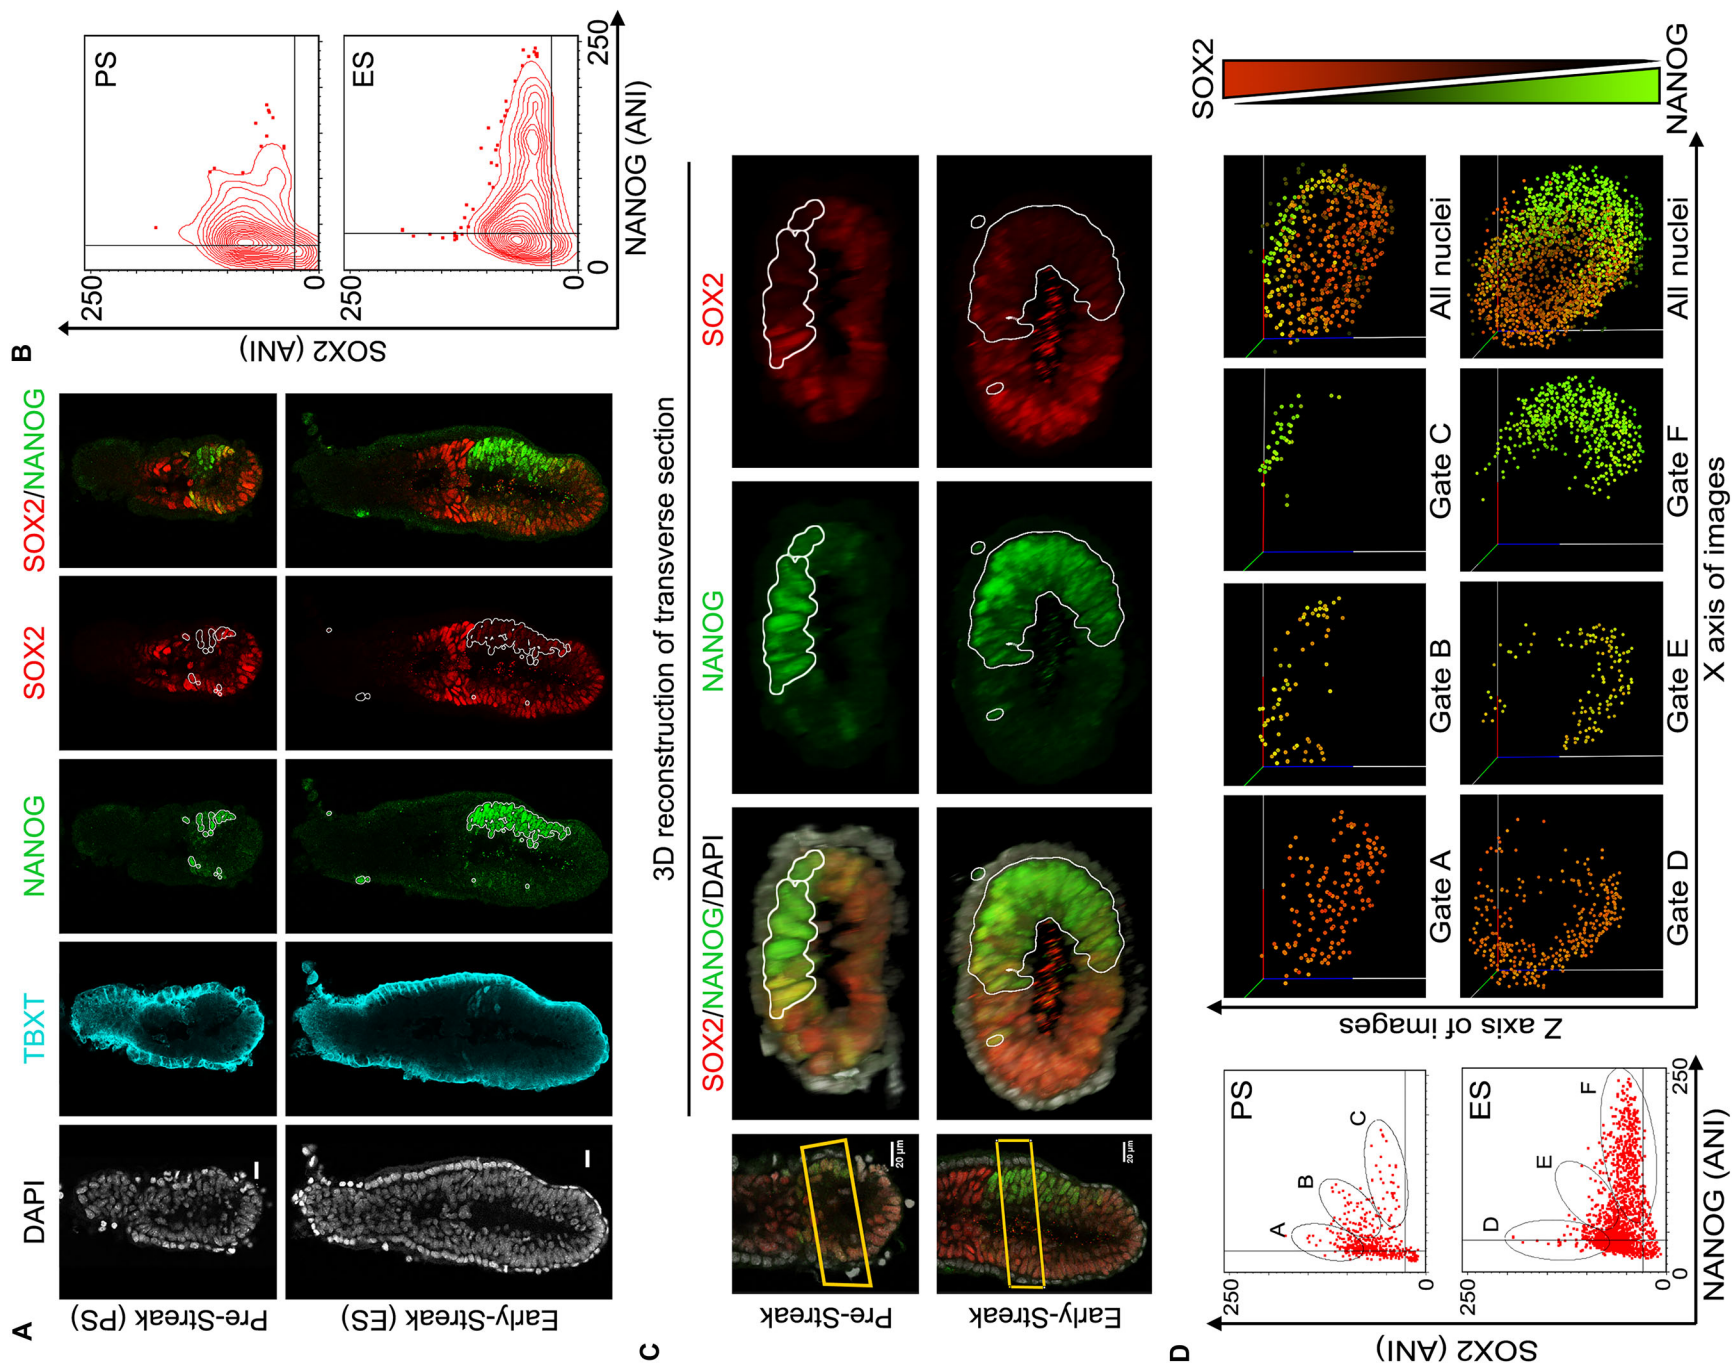 A
DAPI
TBXT
NANOG
SOX2
SOX2/NANOG
Pre-Streak (PS)
Early-Streak (ES)
B
PS
250
0
ES
250
0
0
250
SOX2 (ANI)
NANOG (ANI)
C
3D reconstruction of transverse section
SOX2/NANOG/DAPI
NANOG
SOX2
Pre-Streak
20 µm
Early-Streak
20 µm
D
PS
250
0
A
B
C
ES
250
0
0
250
D
E
F
SOX2 (ANI)
NANOG (ANI)
Z axis of images
Gate A
Gate B
Gate C
All nuclei
Gate D
Gate E
Gate F
All nuclei
X axis of images
SOX2
NANOG